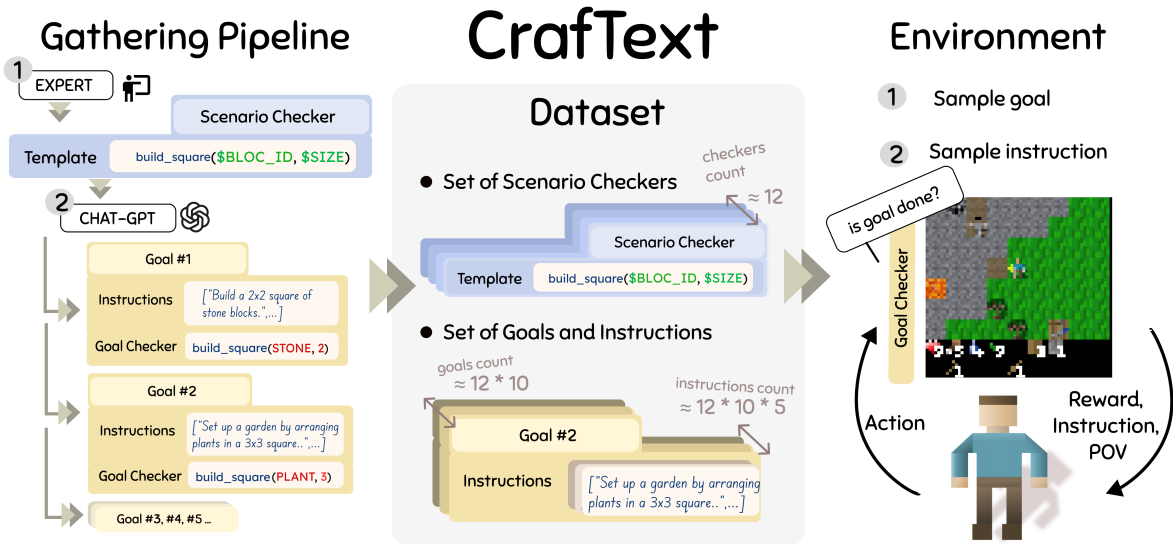 Gathering Pipeline
1
EXPERT
Scenario Checker
Template
build_square($BLOC_ID, $SIZE)
2
CHAT-GPT
Goal #1
Instructions
["Build a 2x2 square of
stone blocks.",...]
Goal Checker
build_square(STONE, 2)
Goal #2
Instructions
["Set up a garden by arranging
plants in a 3x3 square..",...]
Goal Checker
build_square(PLANT, 3)
Goal #3, #4, #5 ...
CrafText
Dataset
Set of Scenario Checkers
checkers
count
≈ 12
Scenario Checker
Template
build_square($BLOC_ID, $SIZE)
Set of Goals and Instructions
goals count
≈ 12 * 10
instructions count
≈ 12 * 10 * 5
Goal #2
Instructions
["Set up a garden by arranging
plants in a 3x3 square..",...]
Environment
1
Sample goal
2
Sample instruction
is goal done?
Goal Checker
Action
Reward,
Instruction,
POV